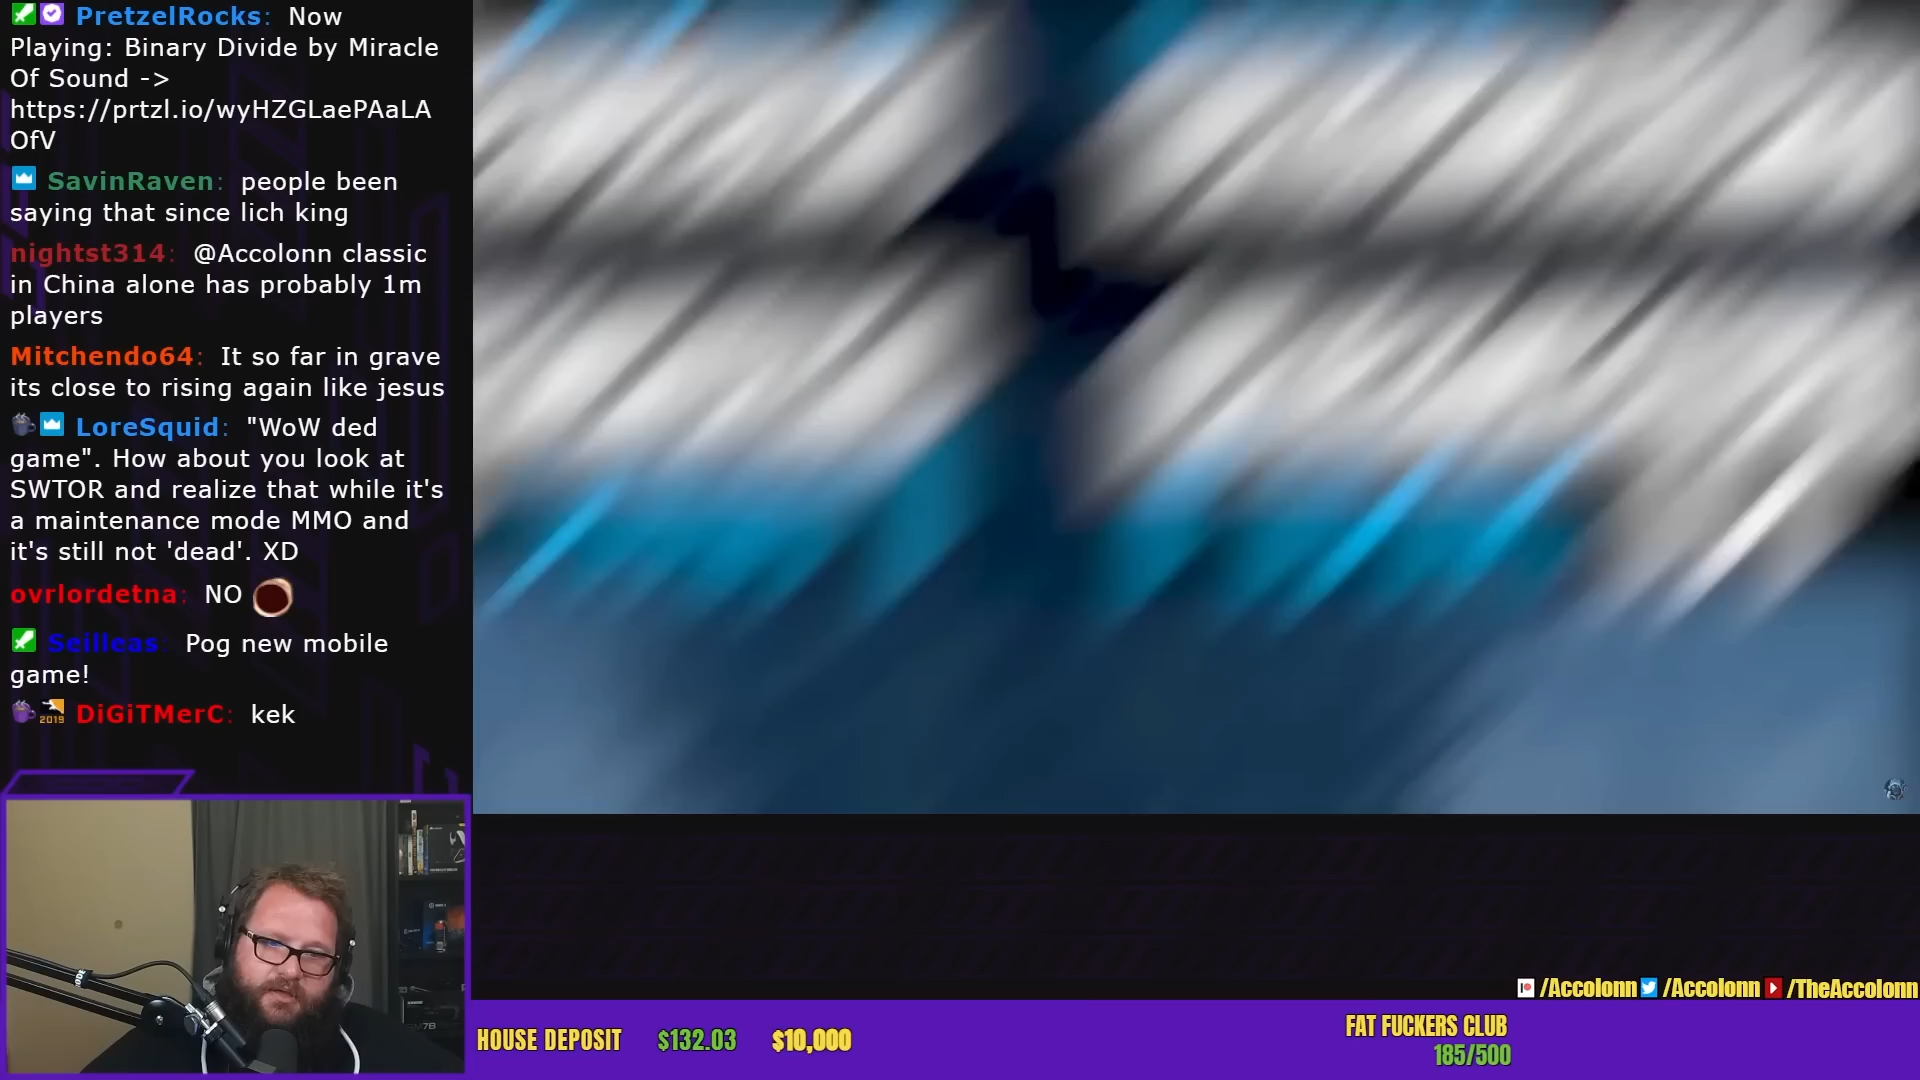 PretzelRocks: Now
Playing: Binary Divide by Miracle
Of Sound ->
https://prtzl.io/wyHZGLaePAaLA
OfV
SavinRaven: people been
saying that since lich king
nightst314: @Accolonn classic
in China alone has probably 1m
players
Mitchendo64: It so far in grave
its close to rising again like jesus
LoreSquid: "WoW ded
game". How about you look at
SWTOR and realize that while it's
a maintenance mode MMO and
it's still not 'dead'. XD
ovrlordetna: NO
Seilleas: Pog new mobile
game!
2019 DiGiTMerC: kek
RODE
/Accolonn /Accolonn /TheAccolonn
HOUSE DEPOSIT $132.03 $10,000
FAT FUCKERS CLUB
185/500